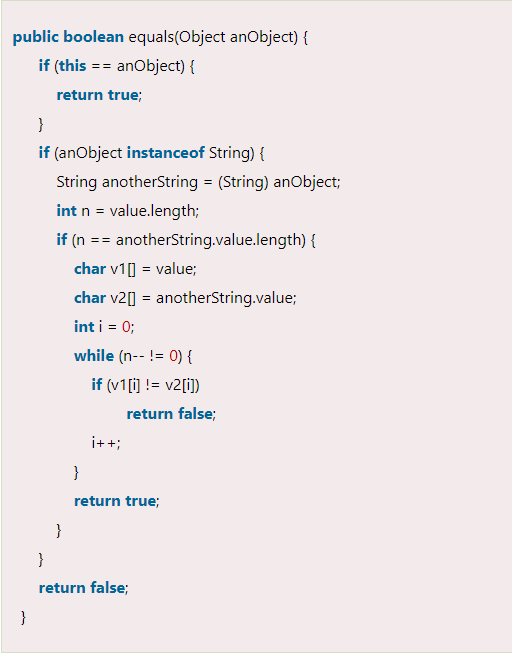 public boolean equals(Object anObject) {
if (this == anObject) {
return true;
}
if (anObject instanceof String) {
String anotherString = (String) anObject;
int n = value.length;
if (n == anotherString.value.length) {
char v1[] = value;
char v2[] = anotherString.value;
int i = 0;
while (n-- != 0) {
if (v1[i] != v2[i])
return false;
i++;
}
return true;
}
}
return false;
}